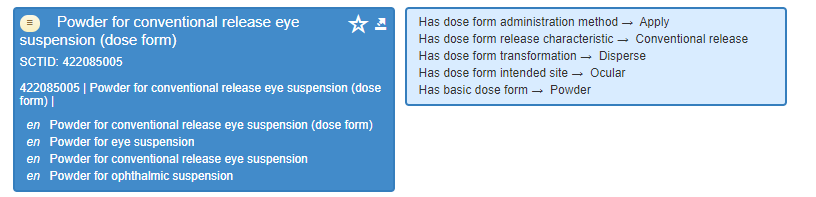 Powder for conventional release eye
suspension (dose form)
SCTID: 422085005
422085005 | Powder for conventional release eye suspension (dose
form) |
en Powder for conventional release eye suspension (dose form)
en Powder for eye suspension
en Powder for conventional release eye suspension
en Powder for ophthalmic suspension
Has dose form administration method → Apply
Has dose form release characteristic → Conventional release
Has dose form transformation → Disperse
Has dose form intended site → Ocular
Has basic dose form → Powder